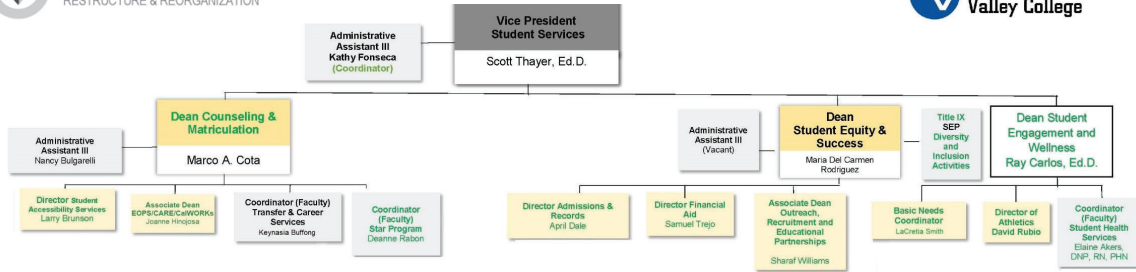 RESTRUCTURE & REORGANIZATION
Valley College
Vice President
Student Services
Scott Thayer, Ed.D.
Administrative
Assistant III
Kathy Fonseca
(Coordinator)
Dean Counseling &
Matriculation
Marco A. Cota
Administrative
Assistant III
Nancy Bulgarelli
Director Student
Accessibility Services
Larry Brunson
Associate Dean
EOPS/CARE/CalWORKs
Joanne Hinojosa
Coordinator (Faculty)
Transfer & Career
Services
Keynasia Buffong
Coordinator
(Faculty)
Star Program
Deanne Rabon
Administrative
Assistant III
(Vacant)
Dean
Student Equity &
Success
Maria Del Carmen
Rodriguez
Title IX
SEP
Diversity
and
Inclusion
Activities
Director Admissions &
Records
April Dale
Director Financial
Aid
Samuel Trejo
Associate Dean
Outreach,
Recruitment and
Educational
Partnerships
Sharaf Williams
Dean Student
Engagement and
Wellness
Ray Carlos, Ed.D.
Basic Needs
Coordinator
LaCretia Smith
Director of
Athletics
David Rubio
Coordinator
(Faculty)
Student Health
Services
Elaine Akers,
DNP, RN, PHN